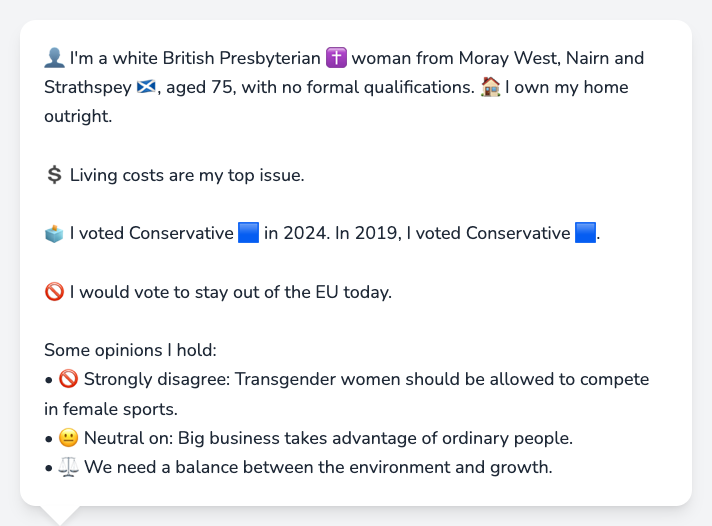 👤 I'm a white British Presbyterian ✝️ woman from Moray West, Nairn and
Strathspey 🏴󠁧󠁢󠁳󠁣󠁴󠁿, aged 75, with no formal qualifications. 🏠 I own my home
outright.
💲 Living costs are my top issue.
🗳️ I voted Conservative 🟦 in 2024. In 2019, I voted Conservative 🟦.
🚫 I would vote to stay out of the EU today.
Some opinions I hold:
• 🚫 Strongly disagree: Transgender women should be allowed to compete
in female sports.
• 😐 Neutral on: Big business takes advantage of ordinary people.
• ⚖️ We need a balance between the environment and growth.